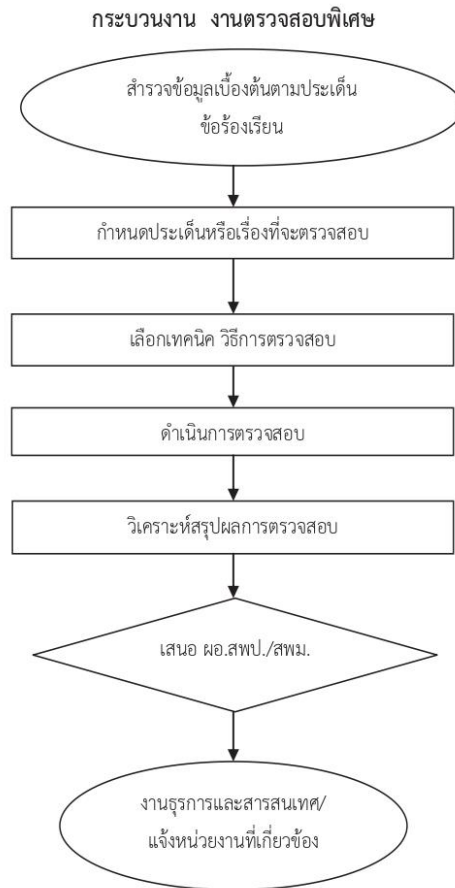 กระบวนงาน งานตรวจสอบพิเศษ
สำรวจข้อมูลเบื้องต้นตามประเด็น
ข้อร้องเรียน
กำหนดประเด็นหรือเรื่องที่จะตรวจสอบ
เลือกเทคนิค วิธีการตรวจสอบ
ดำเนินการตรวจสอบ
วิเคราะห์สรุปผลการตรวจสอบ
เสนอ ผอ.สพป./สพม.
งานธุรการและสารสนเทศ/
แจ้งหน่วยงานที่เกี่ยวข้อง